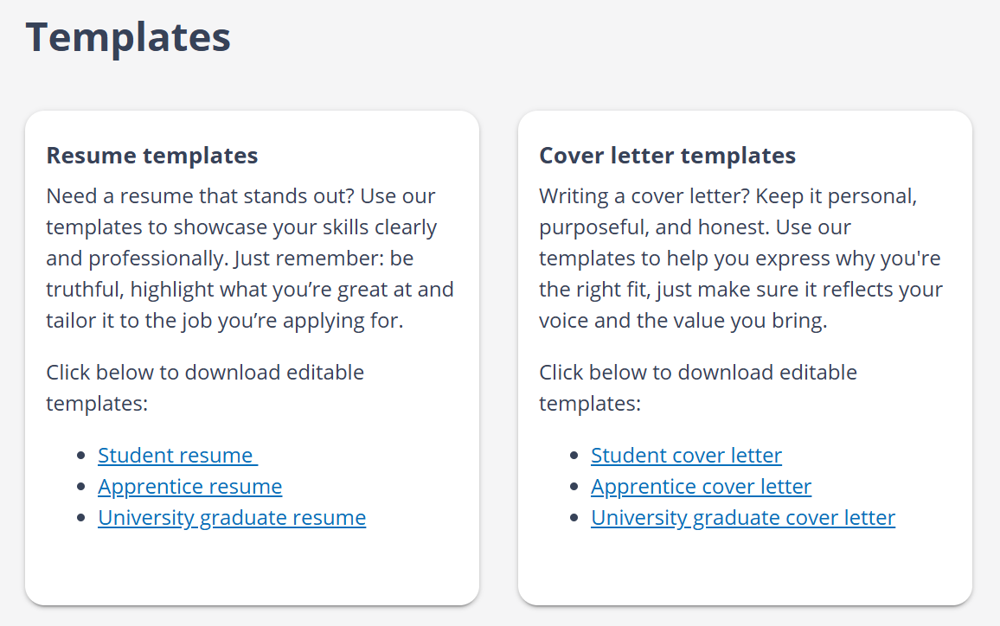 Templates
Resume templates
Need a resume that stands out? Use our
templates to showcase your skills clearly
and professionally. Just remember: be
truthful, highlight what you’re great at and
tailor it to the job you’re applying for.
Click below to download editable
templates:
Student resume
Apprentice resume
University graduate resume
Cover letter templates
Writing a cover letter? Keep it personal,
purposeful, and honest. Use our
templates to help you express why you're
the right fit, just make sure it reflects your
voice and the value you bring.
Click below to download editable
templates:
Student cover letter
Apprentice cover letter
University graduate cover letter